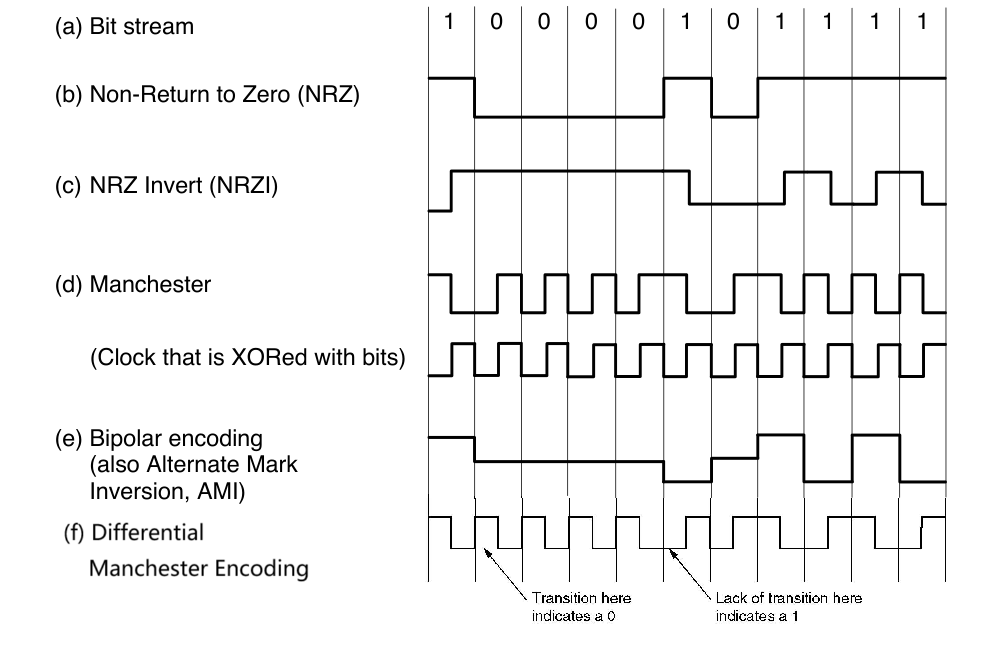 (a) Bit stream 1 0 0 0 0 1 0 1 1 1 1
(b) Non-Return to Zero (NRZ)
(c) NRZ Invert (NRZI)
(d) Manchester
(Clock that is XORed with bits)
(e) Bipolar encoding
(also Alternate Mark
Inversion, AMI)
(f) Differential
Manchester Encoding
Transition here
indicates a 0
Lack of transition here
indicates a 1